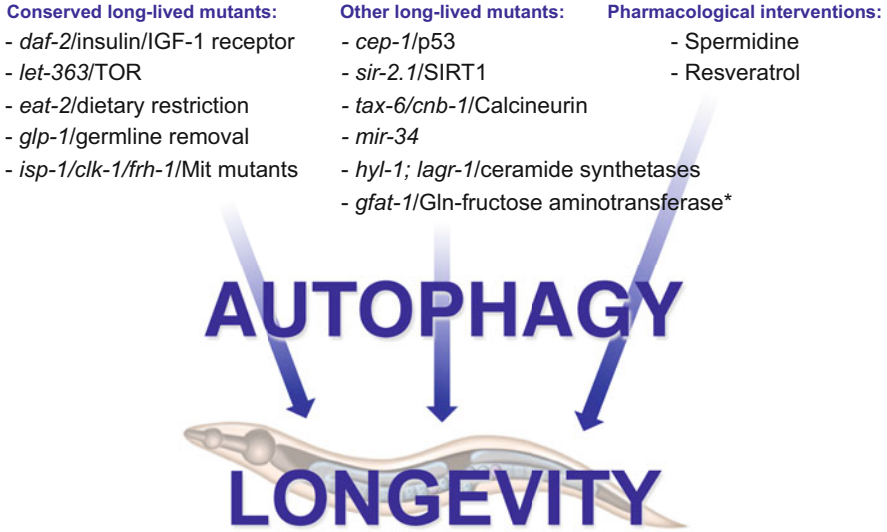 Conserved long-lived mutants:
- daf-2/insulin/IGF-1 receptor
- let-363/TOR
- eat-2/dietary restriction
- glp-1/germline removal
- isp-1/clk-1/frh-1/Mit mutants
Other long-lived mutants:
- cep-1/p53
- sir-2.1/SIRT1
- tax-6/cnb-1/Calcineurin
- mir-34
- hyl-1; lagr-1/ceramide synthetases
- gfat-1/Gln-fructose aminotransferase*
Pharmacological interventions:
- Spermidine
- Resveratrol
AUTOPHAGY
LONGEVITY